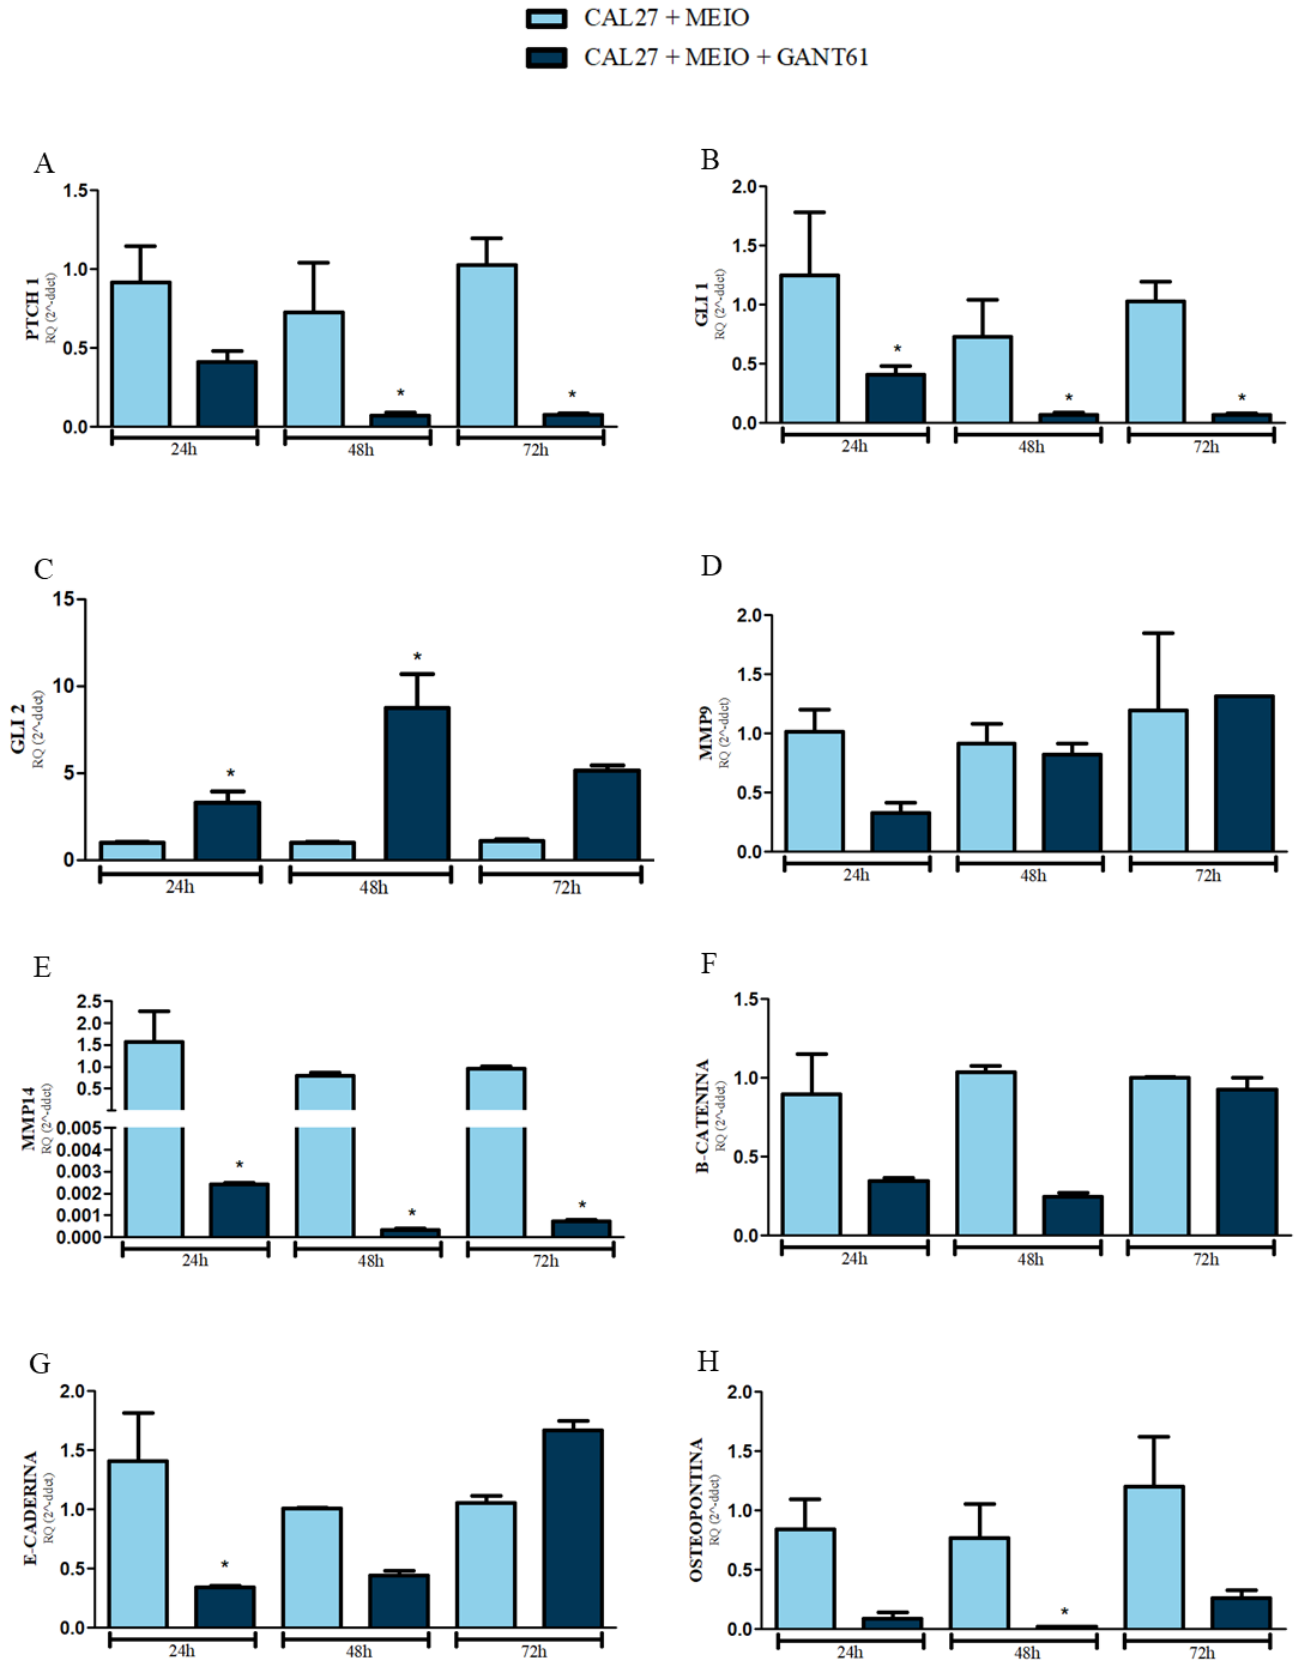 CAL27 + MEIO
CAL27 + MEIO + GANT61
A
PTCH 1
RQ (2^-ddct)
1.5
1.0
0.5
0.0
*
*
24h
48h
72h
B
GLI 1
RQ (2^-ddct)
2.0
1.5
1.0
0.5
0.0
*
*
*
24h
48h
72h
C
GLI 2
RQ (2^-ddct)
15
10
5
0
*
*
24h
48h
72h
D
MMP9
RQ (2^-ddct)
2.0
1.5
1.0
0.5
0.0
24h
48h
72h
E
MMP14
RQ (2^-ddct)
2.5
2.0
1.5
1.0
0.5
0.005
0.004
0.003
0.002
0.001
0.000
*
*
*
24h
48h
72h
F
B-CATENINA
RQ (2^-ddct)
1.5
1.0
0.5
0.0
24h
48h
72h
G
E-CADERINA
RQ (2^-ddct)
2.0
1.5
1.0
0.5
0.0
*
24h
48h
72h
H
OSTEOPONTINA
RQ (2^-ddct)
2.0
1.5
1.0
0.5
0.0
*
24h
48h
72h